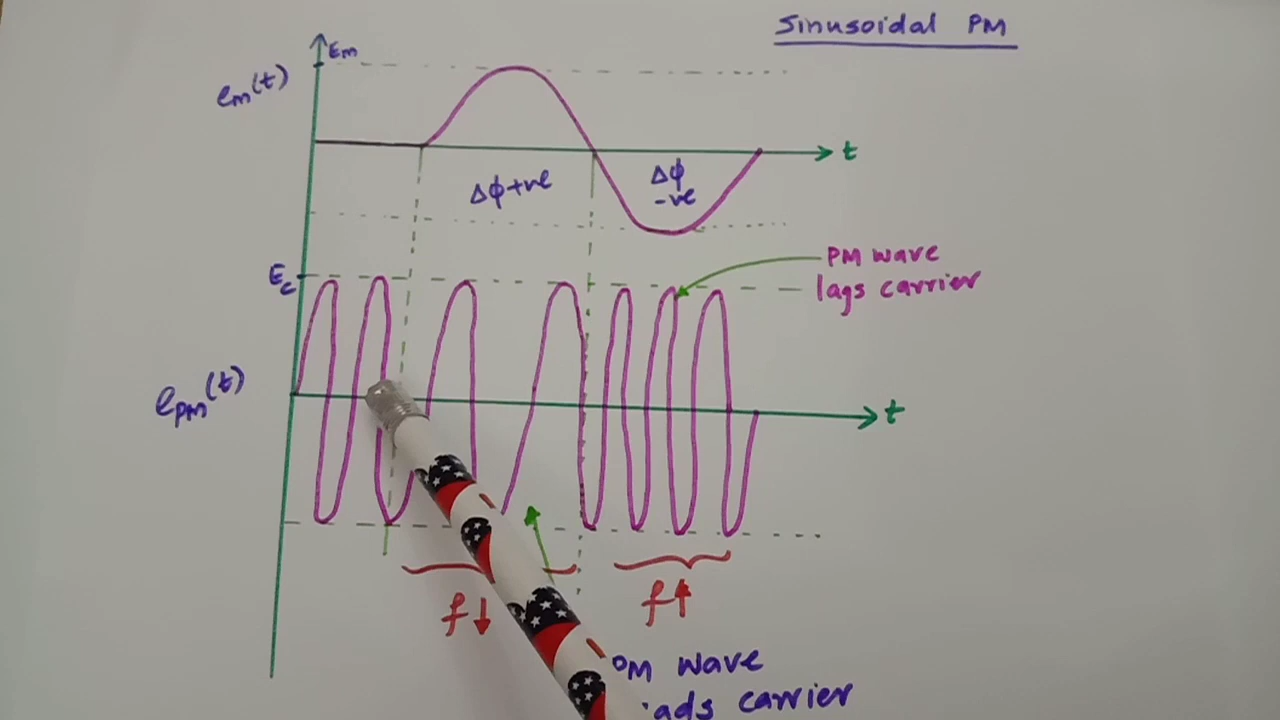 Sinusoidal PM
Em
em(t)
t
Δϕ+ve
Δϕ
-ve
Ec
PM wave
lags carrier
ePM(t)
t
f↓
f↑
wave
carrier